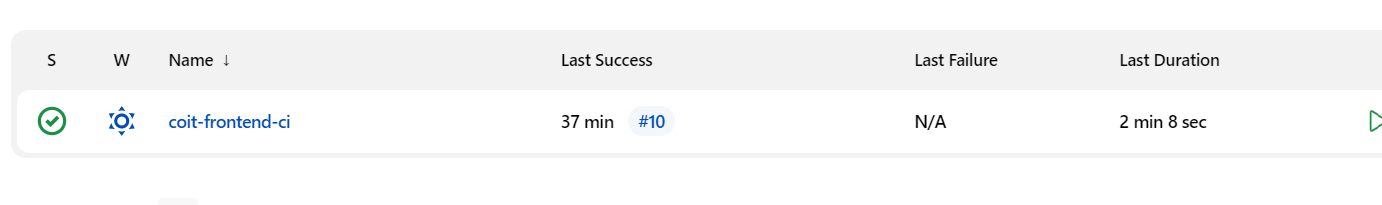 S W Name ↓ Last Success Last Failure Last Duration
coit-frontend-ci 37 min #10 N/A 2 min 8 sec